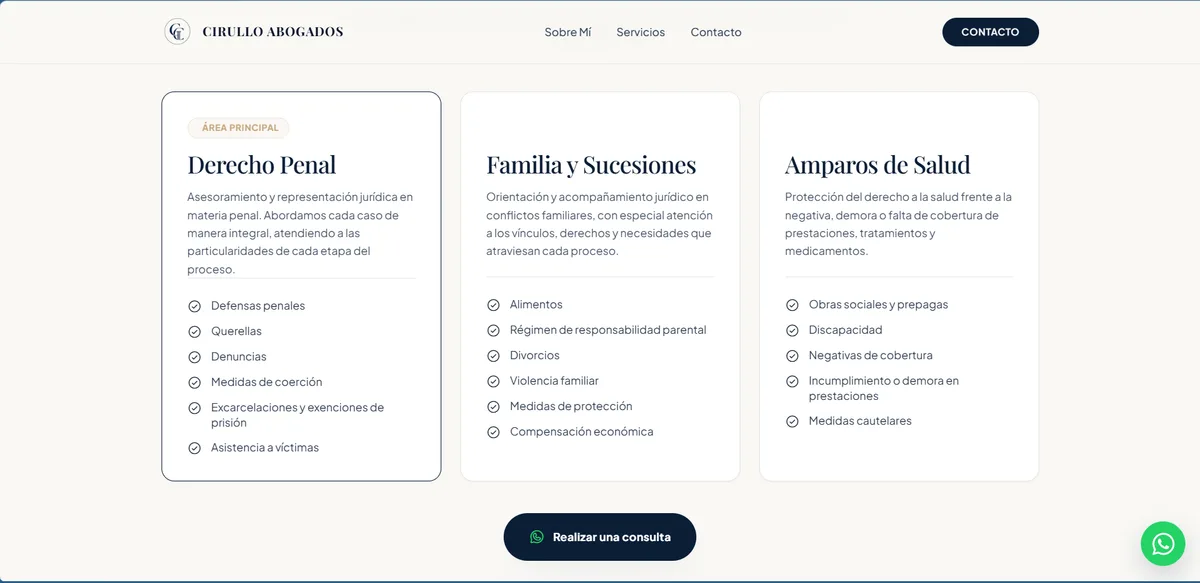 CIRULLO ABOGADOS
Sobre Mí
Servicios
Contacto
CONTACTO
ÁREA PRINCIPAL
Derecho Penal
Asesoramiento y representación jurídica en
materia penal. Abordamos cada caso de
manera integral, atendiendo a las
particularidades de cada etapa del
proceso.
Defensas penales
Querellas
Denuncias
Medidas de coerción
Excarcelaciones y exenciones de
prisión
Asistencia a víctimas
Familia y Sucesiones
Orientación y acompañamiento jurídico en
conflictos familiares, con especial atención
a los vínculos, derechos y necesidades que
atraviesan cada proceso.
Alimentos
Régimen de responsabilidad parental
Divorcios
Violencia familiar
Medidas de protección
Compensación económica
Amparos de Salud
Protección del derecho a la salud frente a la
negativa, demora o falta de cobertura de
prestaciones, tratamientos y
medicamentos.
Obras sociales y prepagas
Discapacidad
Negativas de cobertura
Incumplimiento o demora en
prestaciones
Medidas cautelares
Realizar una consulta